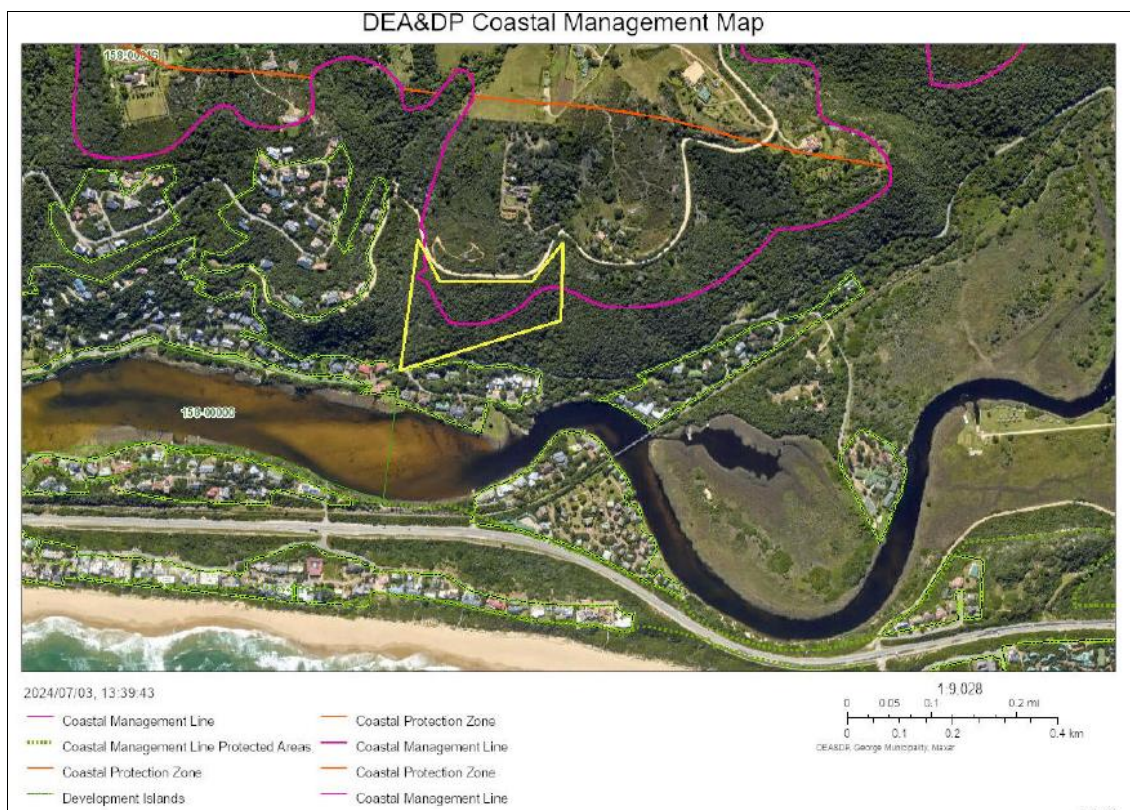 DEA&DP Coastal Management Map
2024/07/03, 13:39:43
Coastal Management Line
Coastal Management Line Protected Areas
Coastal Protection Zone
Development Islands
Coastal Protection Zone
Coastal Management Line
Coastal Protection Zone
Coastal Management Line
1:9,028
0 0.05 0.1 0.2 mi
0 0.1 0.2 0.4 km
DEA&DP, George Municipality, Maxar